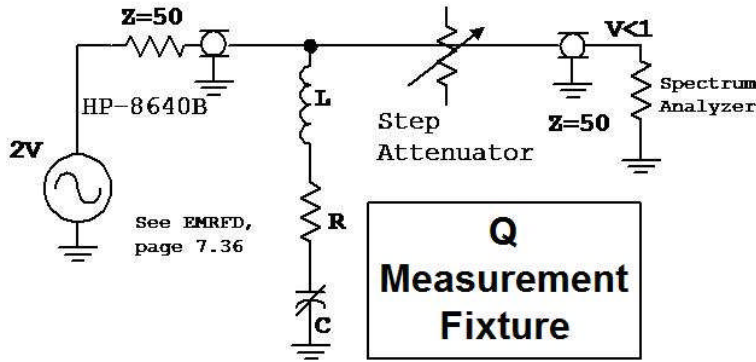 Z=50
V<1
HP-8640B
L
Spectrum
Analyzer
Step
Attenuator
Z=50
2V
See EMRFD,
page 7.36
R
C
Q
Measurement
Fixture